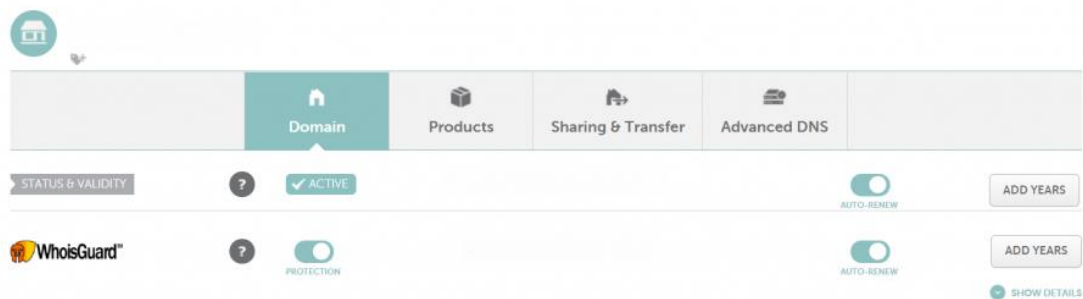 Domain
Products
Sharing & Transfer
Advanced DNS
STATUS & VALIDITY
?
ACTIVE
AUTO-RENEW
ADD YEARS
WhoisGuard™
?
PROTECTION
AUTO-RENEW
ADD YEARS
SHOW DETAILS